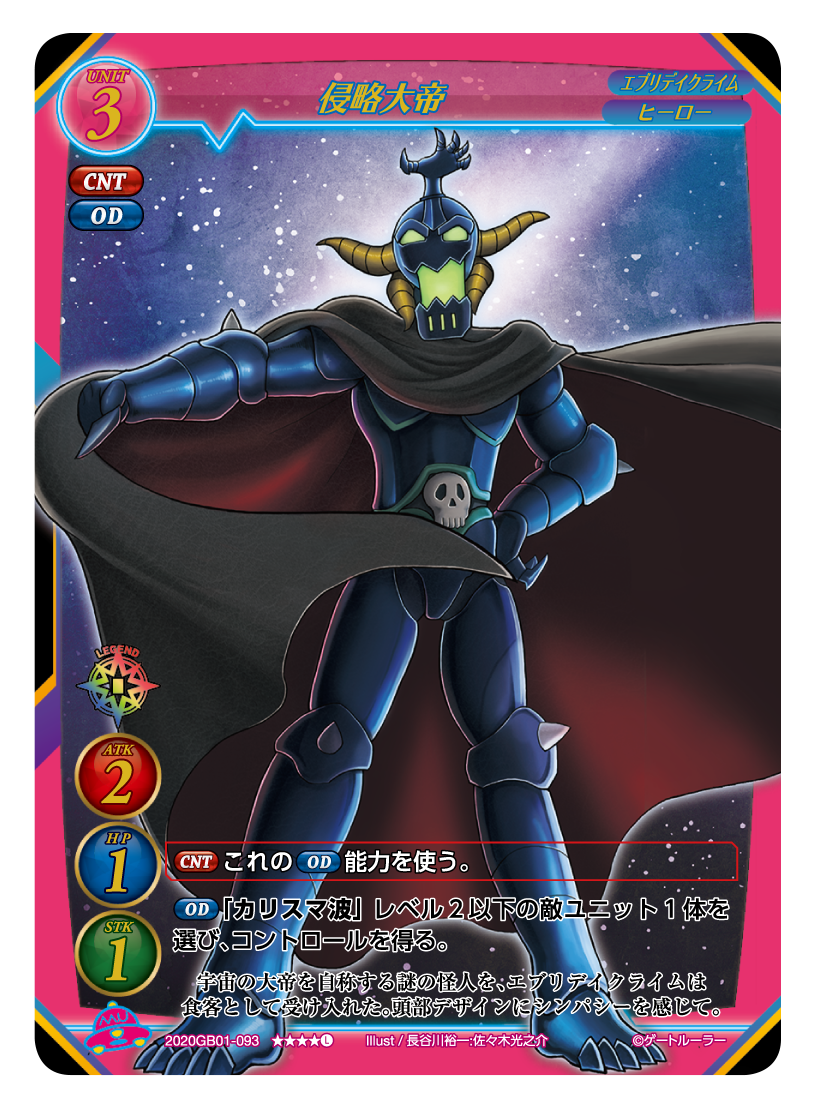 UNIT
3
侵略大帝
エブリデイクライム
ヒーロー
CNT
OD
LEGEND
ATK
2
HP
1
STK
1
CNT これの OD 能力を使う。
OD 「カリスマ波」レベル2以下の敵ユニット1体を
選び、コントロールを得る。
宇宙の大帝を自称する謎の怪人を、エブリデイクライムは
食客として受け入れた。頭部デザインにシンパシーを感じて。
MU
2020GB01-093 ★★★★L Illust / 長谷川裕一:佐々木光之介 ©ゲートルーラー